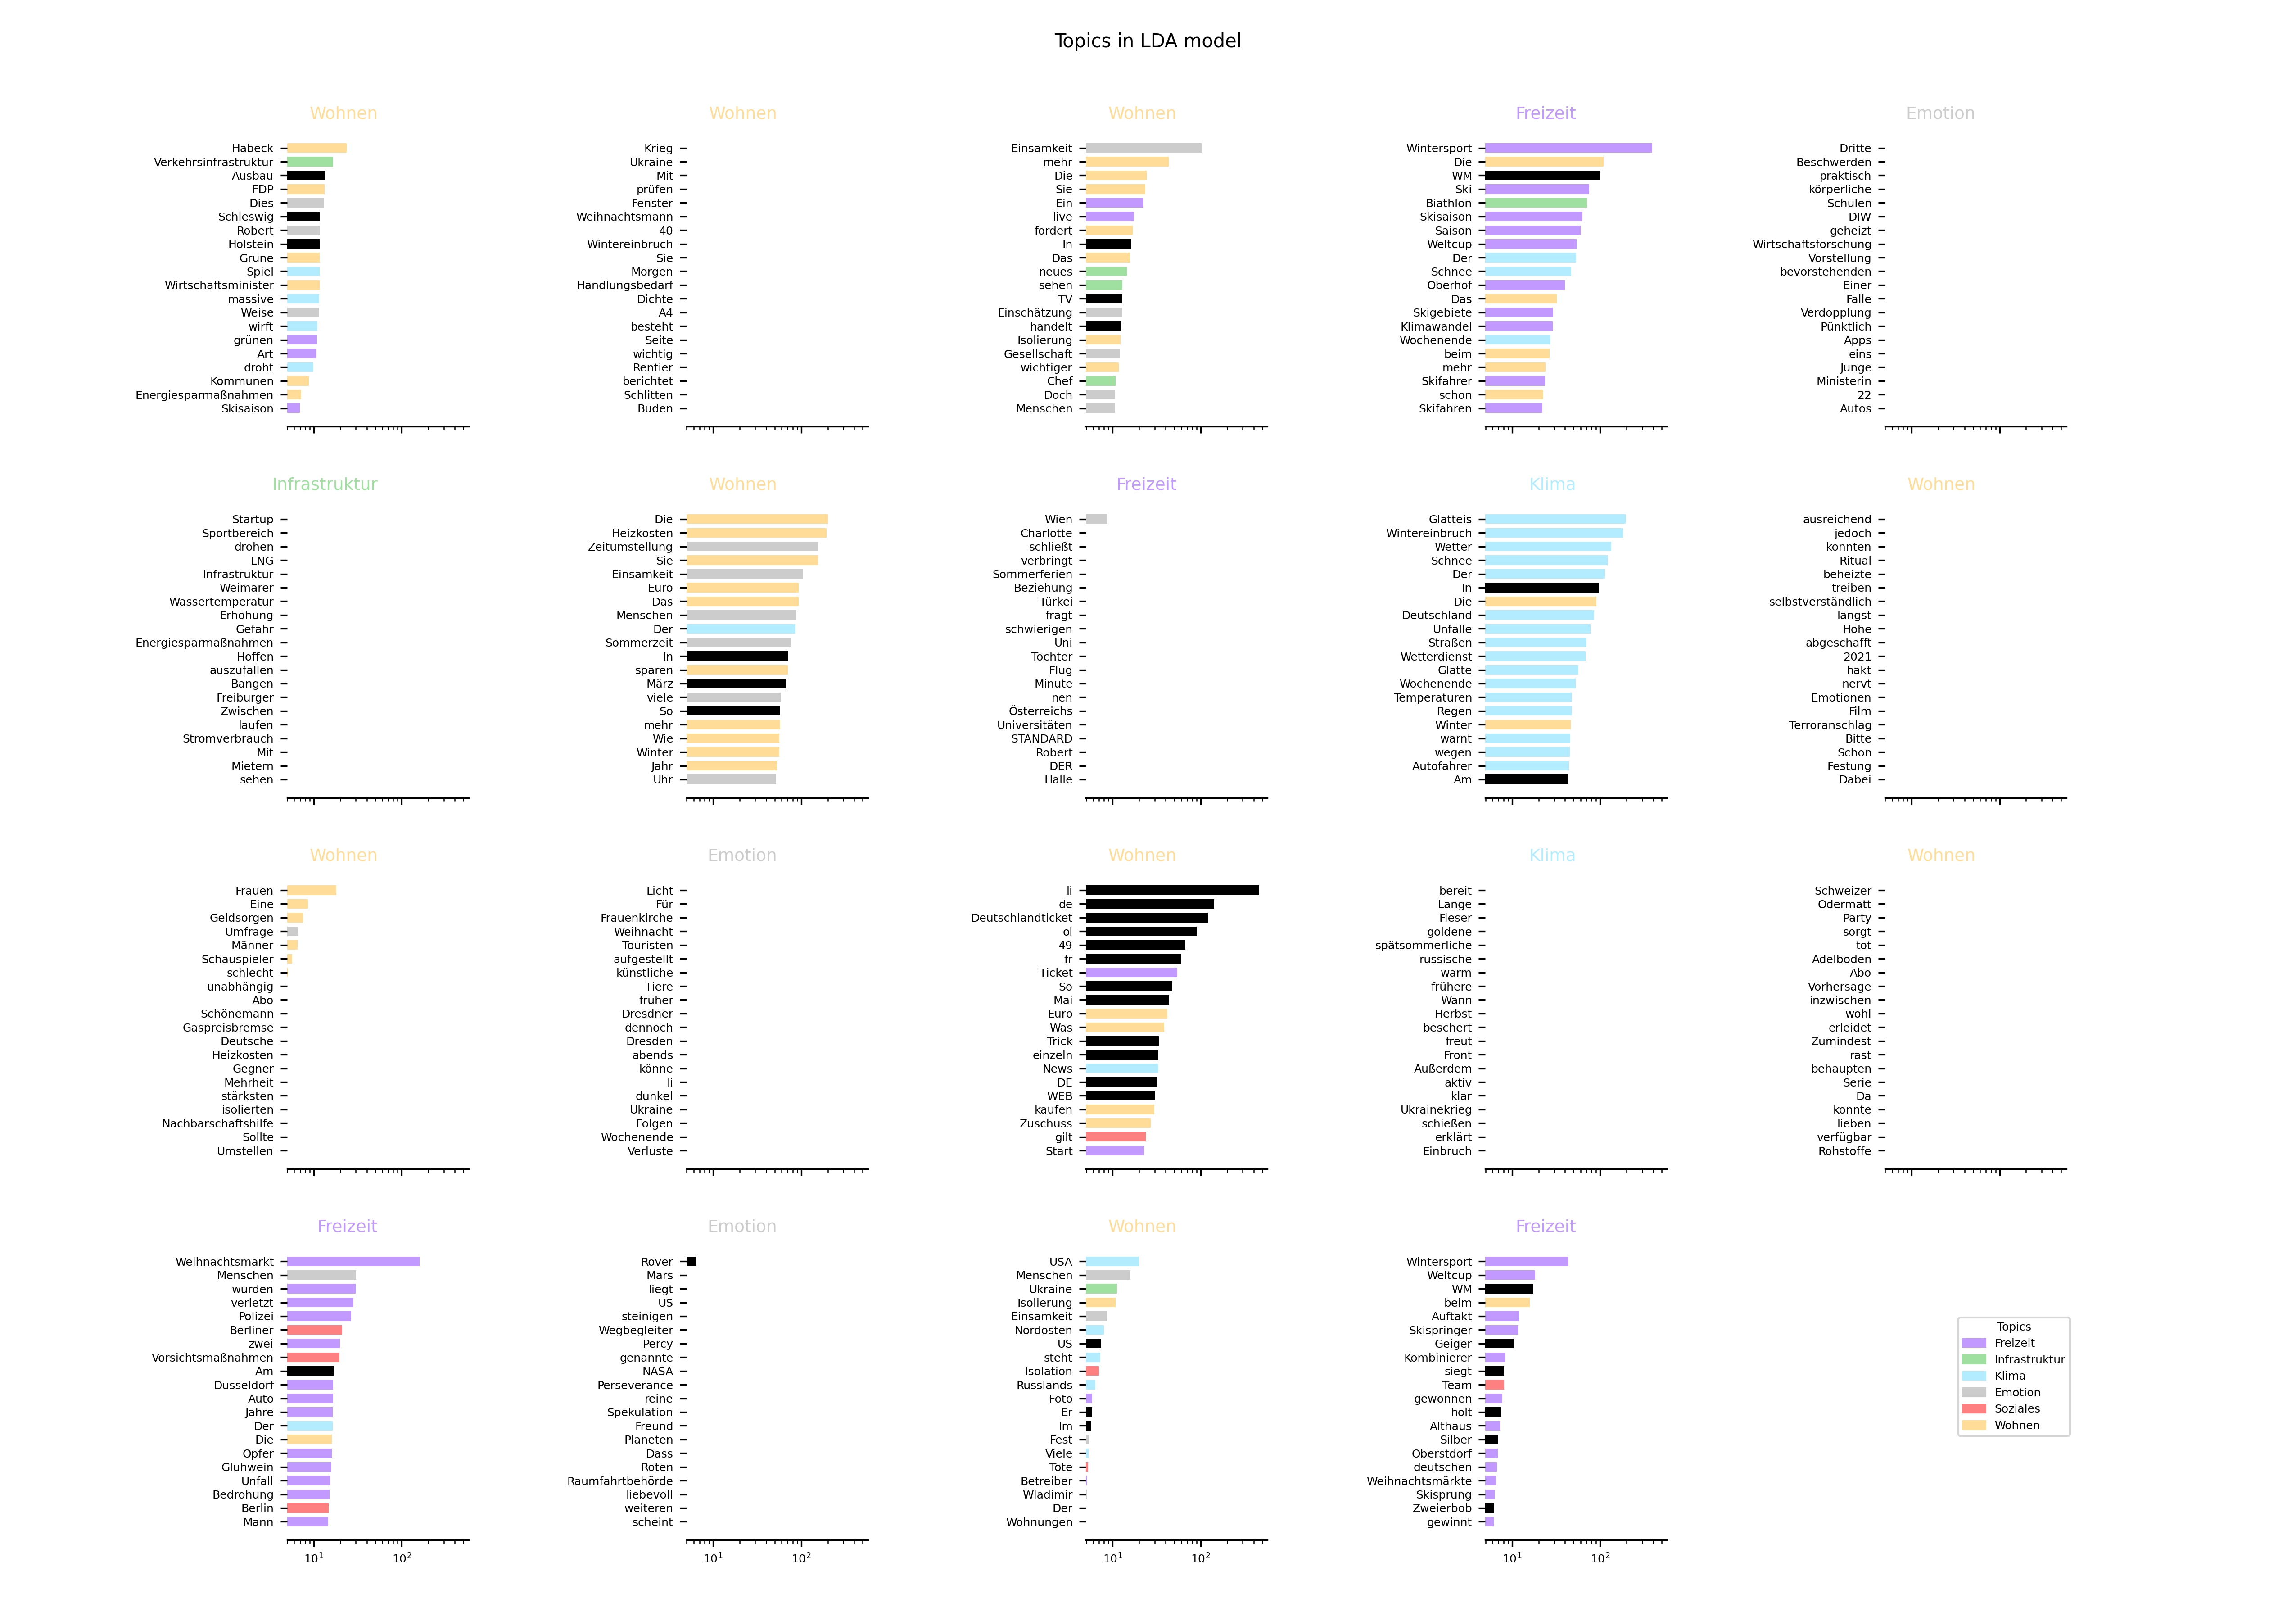 Topics in LDA model
Wohnen
Habeck
Verkehrsinfrastruktur
Ausbau
FDP
Dies
Schleswig
Robert
Holstein
Grüne
Spiel
Wirtschaftsminister
massive
Weise
wirft
grünen
Art
droht
Kommunen
Energiesparmaßnahmen
Skisaison
Wohnen
Krieg
Ukraine
Mit
prüfen
Fenster
Weihnachtsmann
40
Wintereinbruch
Sie
Morgen
Handlungsbedarf
Dichte
A4
besteht
Seite
wichtig
Rentier
berichtet
Schlitten
Buden
Wohnen
Einsamkeit
mehr
Die
Sie
Ein
live
fordert
In
Das
neues
sehen
TV
Einschätzung
handelt
Isolierung
Gesellschaft
wichtiger
Chef
Doch
Menschen
Freizeit
Wintersport
Die
WM
Ski
Biathlon
Skisaison
Saison
Weltcup
Der
Schnee
Oberhof
Das
Skigebiete
Klimawandel
Wochenende
beim
mehr
Skifahrer
schon
Skifahren
Emotion
Dritte
Beschwerden
praktisch
körperliche
Schulen
DIW
geheizt
Wirtschaftsforschung
Vorstellung
bevorstehenden
Einer
Falle
Verdopplung
Pünktlich
Apps
eins
Junge
Ministerin
22
Autos
Infrastruktur
Startup
Sportbereich
drohen
LNG
Infrastruktur
Weimarer
Wassertemperatur
Erhöhung
Gefahr
Energiesparmaßnahmen
Hoffen
auszufallen
Bangen
Freiburger
Zwischen
laufen
Stromverbrauch
Mit
Mietern
sehen
Wohnen
Die
Heizkosten
Zeitumstellung
Sie
Einsamkeit
Euro
Das
Menschen
Der
Sommerzeit
In
sparen
März
viele
So
mehr
Wie
Winter
Jahr
Uhr
Freizeit
Wien
Charlotte
schließt
verbringt
Sommerferien
Beziehung
Türkei
fragt
schwierigen
Uni
Tochter
Flug
Minute
nen
Österreichs
Universitäten
STANDARD
Robert
DER
Halle
Klima
Glatteis
Wintereinbruch
Wetter
Schnee
Der
In
Die
Deutschland
Unfälle
Straßen
Wetterdienst
Glätte
Wochenende
Temperaturen
Regen
Winter
warnt
wegen
Autofahrer
Am
Wohnen
ausreichend
jedoch
konnten
Ritual
beheizte
treiben
selbstverständlich
längst
Höhe
abgeschafft
2021
hakt
nervt
Emotionen
Film
Terroranschlag
Bitte
Schon
Festung
Dabei
Wohnen
Frauen
Eine
Geldsorgen
Umfrage
Männer
Schauspieler
schlecht
unabhängig
Abo
Schönemann
Gaspreisbremse
Deutsche
Heizkosten
Gegner
Mehrheit
stärksten
isolierten
Nachbarschaftshilfe
Sollte
Umstellen
Emotion
Licht
Für
Frauenkirche
Weihnacht
Touristen
aufgestellt
künstliche
Tiere
früher
Dresdner
dennoch
Dresden
abends
könne
li
dunkel
Ukraine
Folgen
Wochenende
Verluste
Wohnen
li
de
Deutschlandticket
ol
49
fr
Ticket
So
Mai
Euro
Was
Trick
einzeln
News
DE
WEB
kaufen
Zuschuss
gilt
Start
Klima
bereit
Lange
Fieser
goldene
spätsommerliche
russische
warm
frühere
Wann
Herbst
beschert
freut
Front
Außerdem
aktiv
klar
Ukrainekrieg
schießen
erklärt
Einbruch
Wohnen
Schweizer
Odermatt
Party
sorgt
tot
Adelboden
Abo
Vorhersage
inzwischen
wohl
erleidet
Zumindest
rast
behaupten
Serie
Da
konnte
lieben
verfügbar
Rohstoffe
Freizeit
Weihnachtsmarkt
Menschen
wurden
verletzt
Polizei
Berliner
zwei
Vorsichtsmaßnahmen
Am
Düsseldorf
Auto
Jahre
Der
Die
Opfer
Glühwein
Unfall
Bedrohung
Berlin
Mann
10¹ 10²
Emotion
Rover
Mars
liegt
US
steinigen
Wegbegleiter
Percy
genannte
NASA
Perseverance
reine
Spekulation
Freund
Planeten
Dass
Roten
Raumfahrtbehörde
liebevoll
weiteren
scheint
10¹ 10²
Wohnen
USA
Menschen
Ukraine
Isolierung
Einsamkeit
Nordosten
US
steht
Isolation
Russlands
Foto
Er
Im
Fest
Viele
Tote
Betreiber
Wladimir
Der
Wohnungen
10¹ 10²
Freizeit
Wintersport
Weltcup
WM
beim
Auftakt
Skispringer
Geiger
Kombinierer
siegt
Team
gewonnen
holt
Althaus
Silber
Oberstdorf
deutschen
Weihnachtsmärkte
Skisprung
Zweierbob
gewinnt
10¹ 10²
Topics
Freizeit
Infrastruktur
Klima
Emotion
Soziales
Wohnen